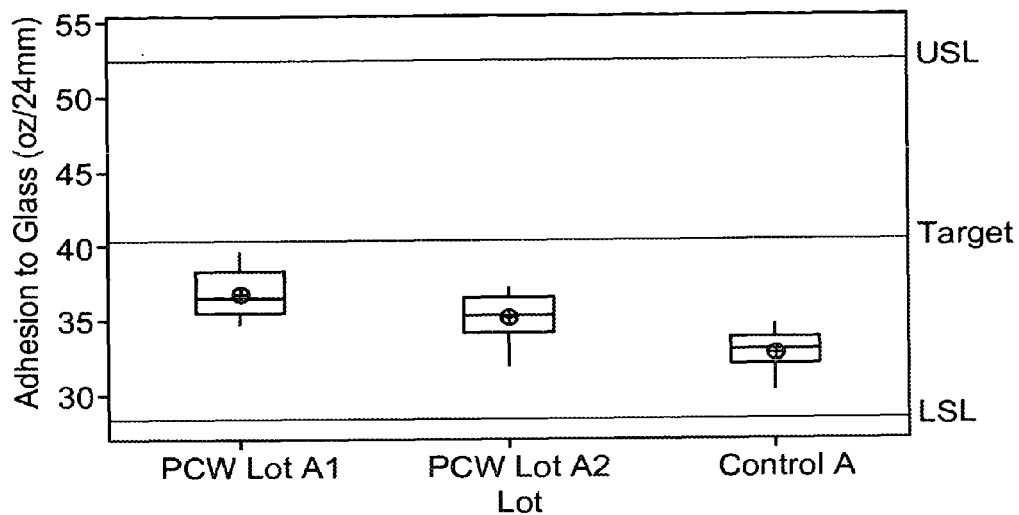 Adhesion to Glass (oz/24mm)
55
50
45
40
35
30
USL
Target
LSL
PCW Lot A1
PCW Lot A2
Control A
Lot